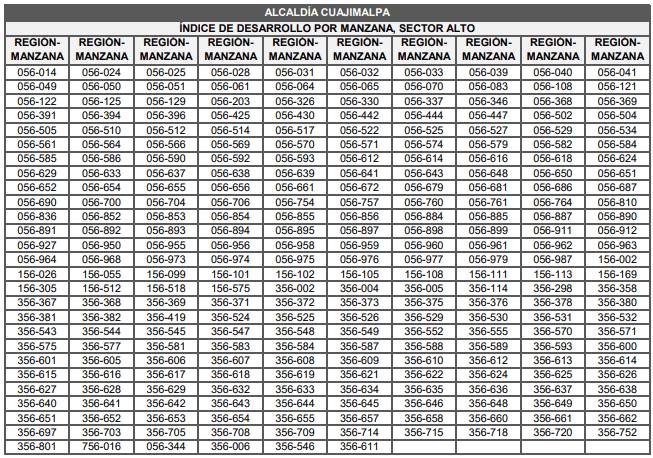 ALCALDÍA CUAJIMALPA
ÍNDICE DE DESARROLLO POR MANZANA, SECTOR ALTO
REGIÓN- REGIÓN- REGIÓN- REGIÓN- REGIÓN- REGIÓN- REGIÓN- REGIÓN- REGIÓN- REGIÓN-
MANZANA MANZANA MANZANA MANZANA MANZANA MANZANA MANZANA MANZANA MANZANA MANZANA
056-014 056-024 056-025 056-028 056-031 056-032 056-033 056-039 056-040 056-041
056-049 056-050 056-051 056-061 056-064 056-065 056-070 056-083 056-108 056-121
056-122 056-125 056-129 056-203 056-326 056-330 056-337 056-346 056-368 056-369
056-391 056-394 056-396 056-425 056-430 056-442 056-444 056-447 056-502 056-504
056-505 056-510 056-512 056-514 056-517 056-522 056-525 056-527 056-529 056-534
056-561 056-564 056-566 056-569 056-570 056-571 056-574 056-579 056-582 056-584
056-585 056-586 056-590 056-592 056-593 056-612 056-614 056-616 056-618 056-624
056-629 056-633 056-637 056-638 056-639 056-641 056-643 056-648 056-650 056-651
056-652 056-654 056-655 056-656 056-661 056-672 056-679 056-681 056-686 056-687
056-690 056-700 056-704 056-706 056-754 056-757 056-760 056-761 056-764 056-810
056-836 056-852 056-853 056-854 056-855 056-856 056-884 056-885 056-887 056-890
056-891 056-892 056-893 056-894 056-895 056-897 056-898 056-899 056-911 056-912
056-927 056-950 056-955 056-956 056-958 056-959 056-960 056-961 056-962 056-963
056-964 056-968 056-973 056-974 056-975 056-976 056-977 056-979 056-987 156-002
156-026 156-055 156-099 156-101 156-102 156-105 156-108 156-111 156-113 156-169
156-305 156-512 156-518 156-575 356-002 356-004 356-005 356-114 356-298 356-358
356-367 356-368 356-369 356-371 356-372 356-373 356-375 356-376 356-378 356-380
356-381 356-382 356-419 356-524 356-525 356-526 356-529 356-530 356-531 356-532
356-543 356-544 356-545 356-547 356-548 356-549 356-552 356-555 356-570 356-571
356-575 356-577 356-581 356-583 356-584 356-587 356-588 356-589 356-593 356-600
356-601 356-605 356-606 356-607 356-608 356-609 356-610 356-612 356-613 356-614
356-615 356-616 356-617 356-618 356-619 356-621 356-622 356-624 356-625 356-626
356-627 356-628 356-629 356-632 356-633 356-634 356-635 356-636 356-637 356-638
356-640 356-641 356-642 356-643 356-644 356-645 356-646 356-648 356-649 356-650
356-651 356-652 356-653 356-654 356-655 356-657 356-658 356-660 356-661 356-662
356-697 356-703 356-705 356-708 356-709 356-714 356-715 356-718 356-720 356-752
356-801 756-016 056-344 356-006 356-546 356-611